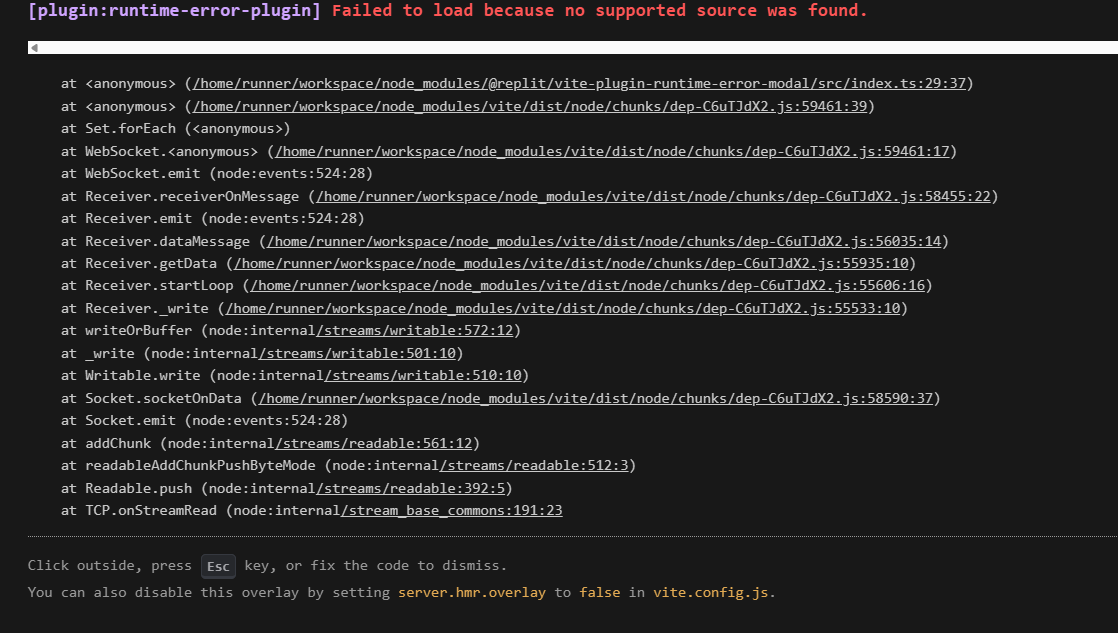 [plugin:runtime-error-plugin] Failed to load because no supported source was found.
at <anonymous> (/home/runner/workspace/node_modules/@replit/vite-plugin-runtime-error-modal/src/index.ts:29:37)
at <anonymous> (/home/runner/workspace/node_modules/vite/dist/node/chunks/dep-C6uTJdX2.js:59461:39)
at Set.forEach (<anonymous>)
at WebSocket.<anonymous> (/home/runner/workspace/node_modules/vite/dist/node/chunks/dep-C6uTJdX2.js:59461:17)
at WebSocket.emit (node:events:524:28)
at Receiver.receiverOnMessage (/home/runner/workspace/node_modules/vite/dist/node/chunks/dep-C6uTJdX2.js:58455:22)
at Receiver.emit (node:events:524:28)
at Receiver.dataMessage (/home/runner/workspace/node_modules/vite/dist/node/chunks/dep-C6uTJdX2.js:56035:14)
at Receiver.getData (/home/runner/workspace/node_modules/vite/dist/node/chunks/dep-C6uTJdX2.js:55935:10)
at Receiver.startLoop (/home/runner/workspace/node_modules/vite/dist/node/chunks/dep-C6uTJdX2.js:55606:16)
at Receiver._write (/home/runner/workspace/node_modules/vite/dist/node/chunks/dep-C6uTJdX2.js:55533:10)
at writeOrBuffer (node:internal/streams/writable:572:12)
at _write (node:internal/streams/writable:501:10)
at Writable.write (node:internal/streams/writable:510:10)
at Socket.socketOnData (/home/runner/workspace/node_modules/vite/dist/node/chunks/dep-C6uTJdX2.js:58590:37)
at Socket.emit (node:events:524:28)
at addChunk (node:internal/streams/readable:561:12)
at readableAddChunkPushByteMode (node:internal/streams/readable:512:3)
at Readable.push (node:internal/streams/readable:392:5)
at TCP.onStreamRead (node:internal/stream_base_commons:191:23
Click outside, press Esc key, or fix the code to dismiss.
You can also disable this overlay by setting server.hmr.overlay to false in vite.config.js.